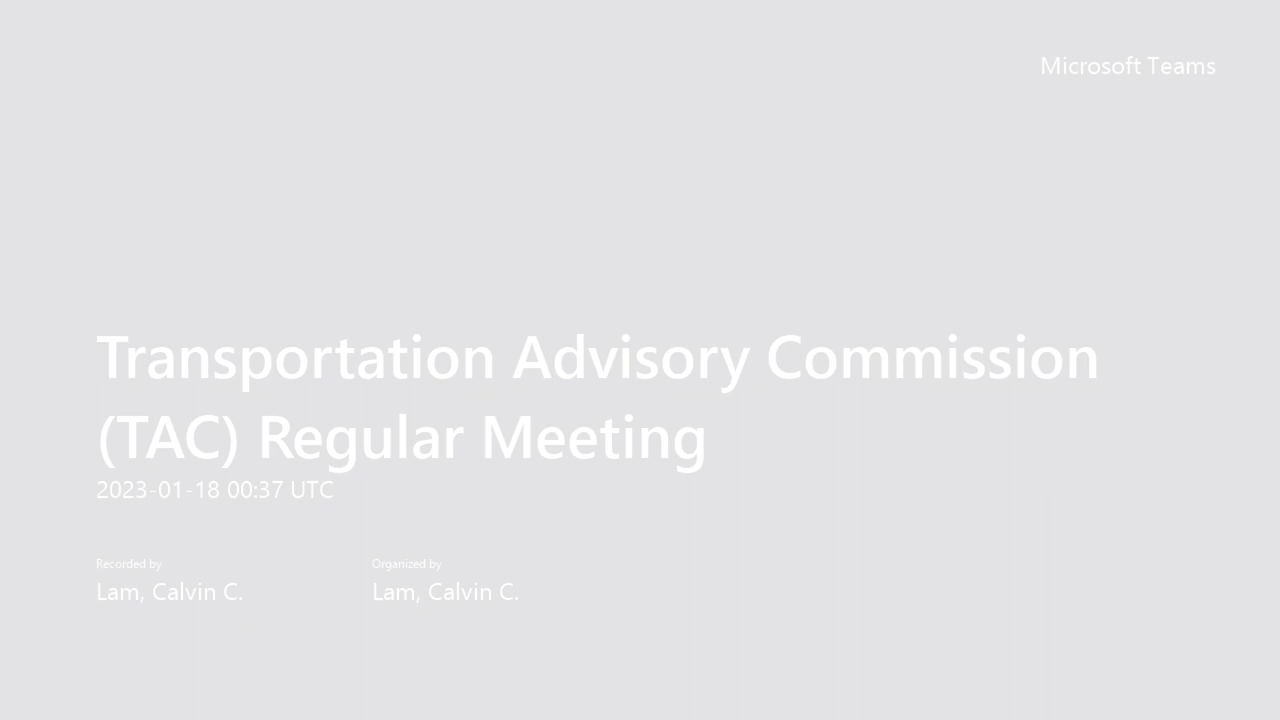 Microsoft Teams
Transportation Advisory Commission
(TAC) Regular Meeting
2023-01-18 00:37 UTC
Recorded by
Organized by
Lam, Calvin C.
Lam, Calvin C.